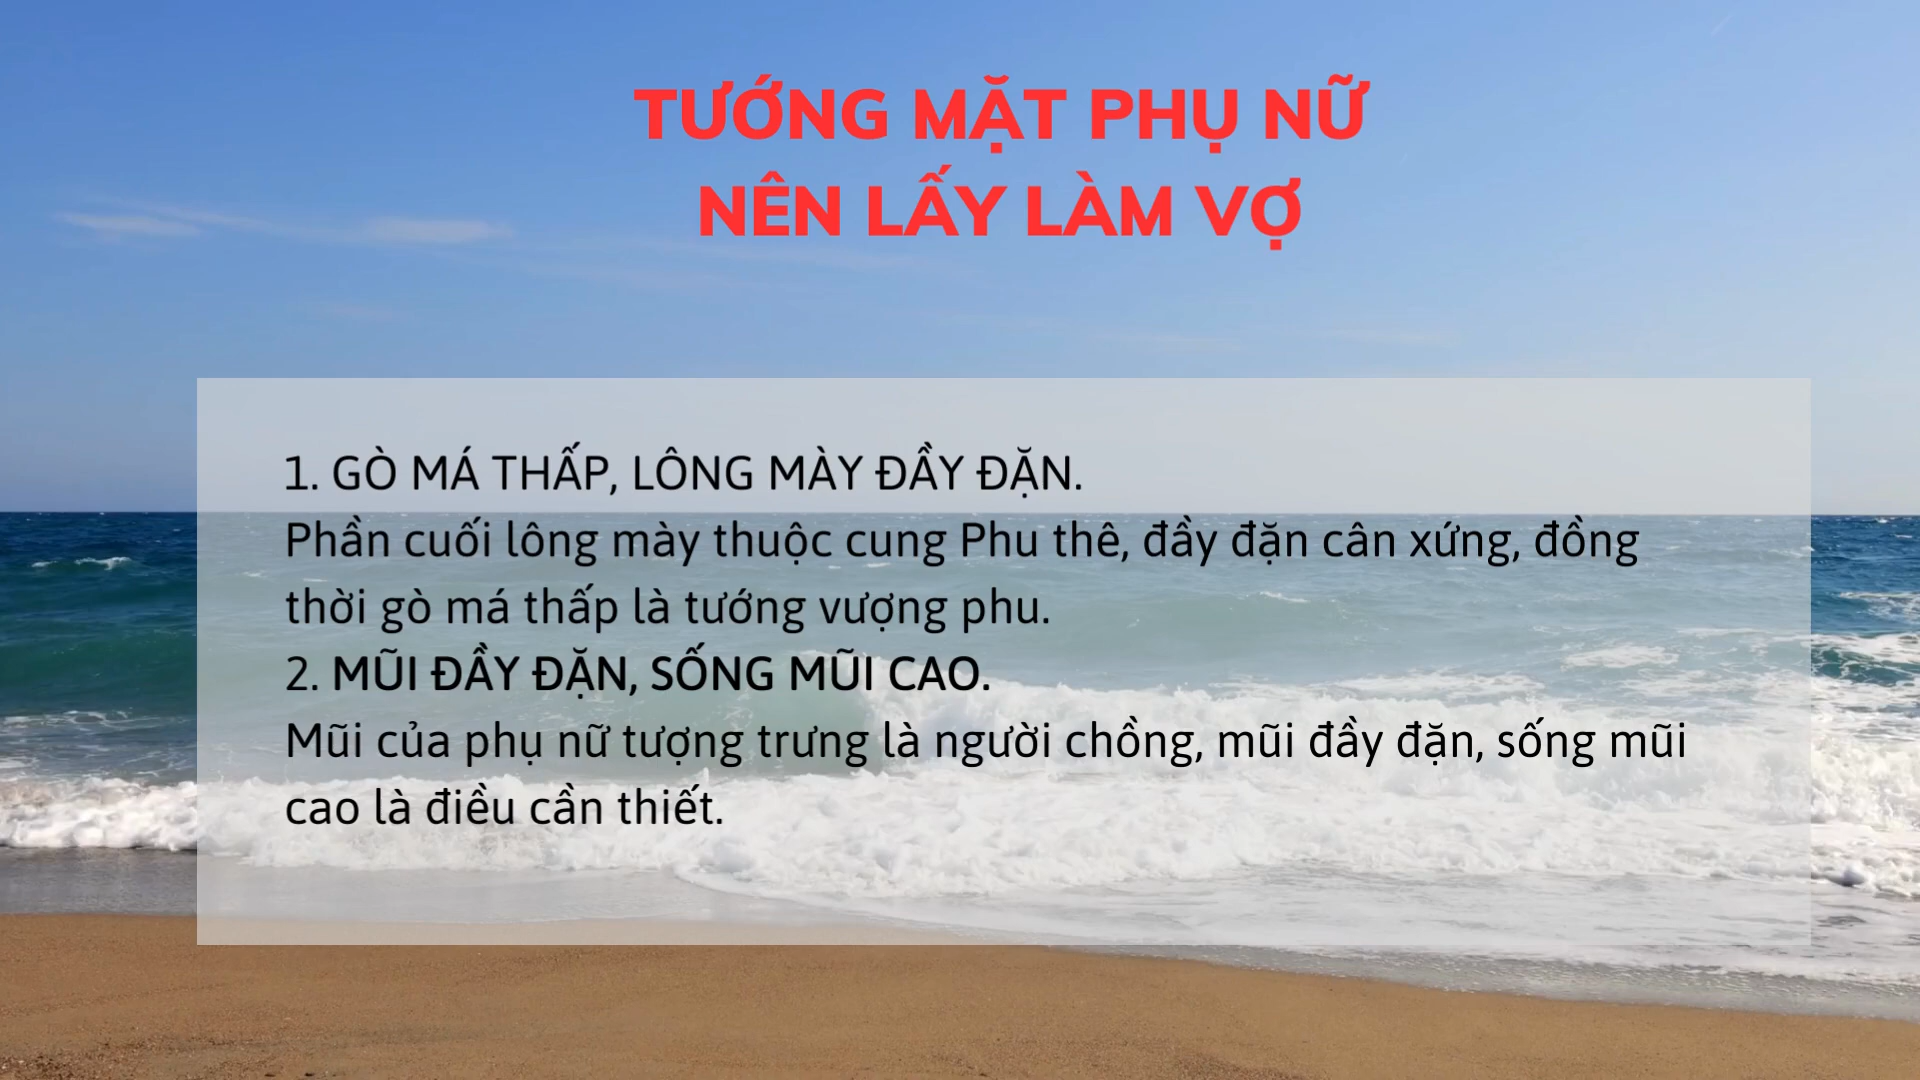 TƯỚNG MẶT PHỤ NỮ
NÊN LẤY LÀM VỢ
1. GÒ MÁ THẤP, LÔNG MÀY ĐẦY ĐẶN.
Phần cuối lông mày thuộc cung Phu thê, đầy đặn cân xứng, đồng
thời gò má thấp là tướng vượng phu.
2. MŨI ĐẦY ĐẶN, SỐNG MŨI CAO.
Mũi của phụ nữ tượng trưng là người chồng, mũi đầy đặn, sống mũi
cao là điều cần thiết.